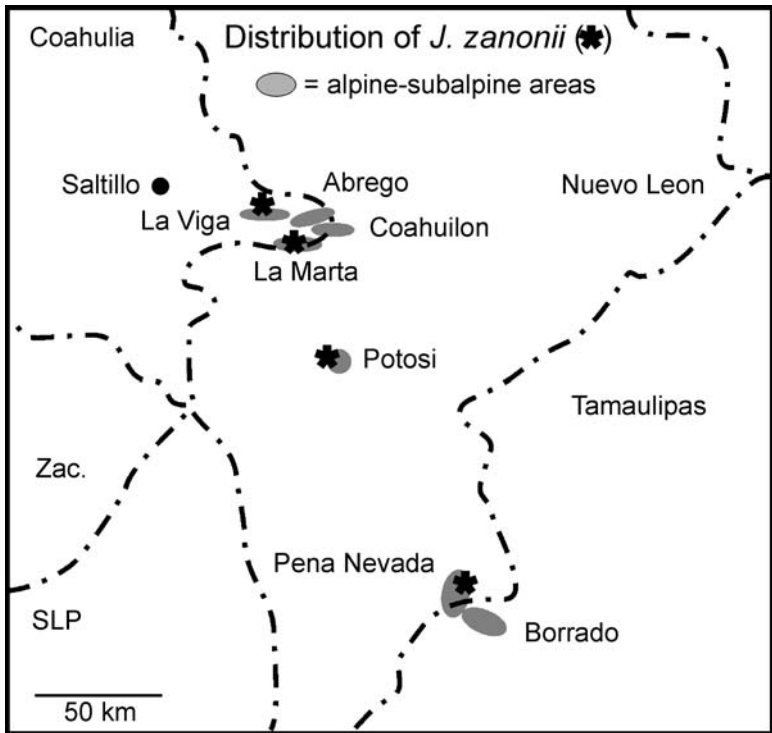 Coahulia
Distribution of J. zanonii (✱)
= alpine-subalpine areas
Saltillo
Abrego
Nuevo Leon
La Viga
Coahuilon
La Marta
Potosi
Tamaulipas
Zac.
Pena Nevada
SLP
Borrado
50 km